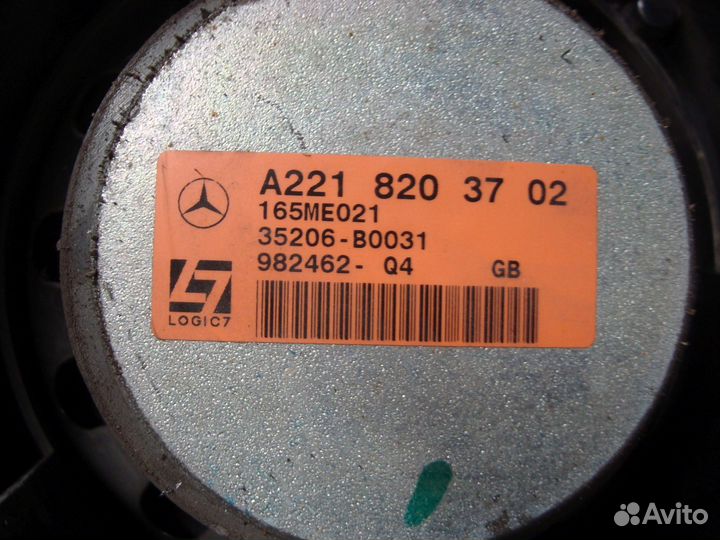 A221 820 37 02
165ME021
35206-B0031
982462- Q4 GB
LOGIC7
Avito